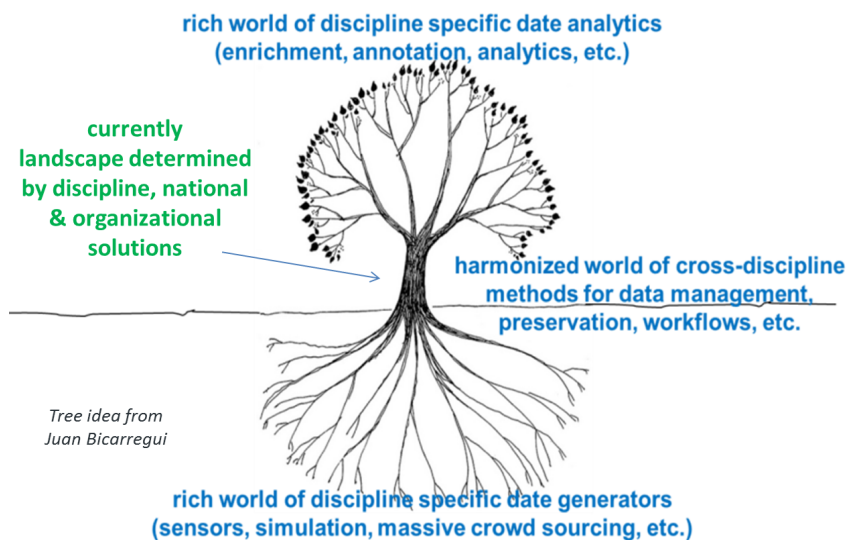 rich world of discipline specific date analytics
(enrichment, annotation, analytics, etc.)
currently
landscape determined
by discipline, national
& organizational
solutions
harmonized world of cross-discipline
methods for data management,
preservation, workflows, etc.
Tree idea from
Juan Bicarregui
rich world of discipline specific date generators
(sensors, simulation, massive crowd sourcing, etc.)